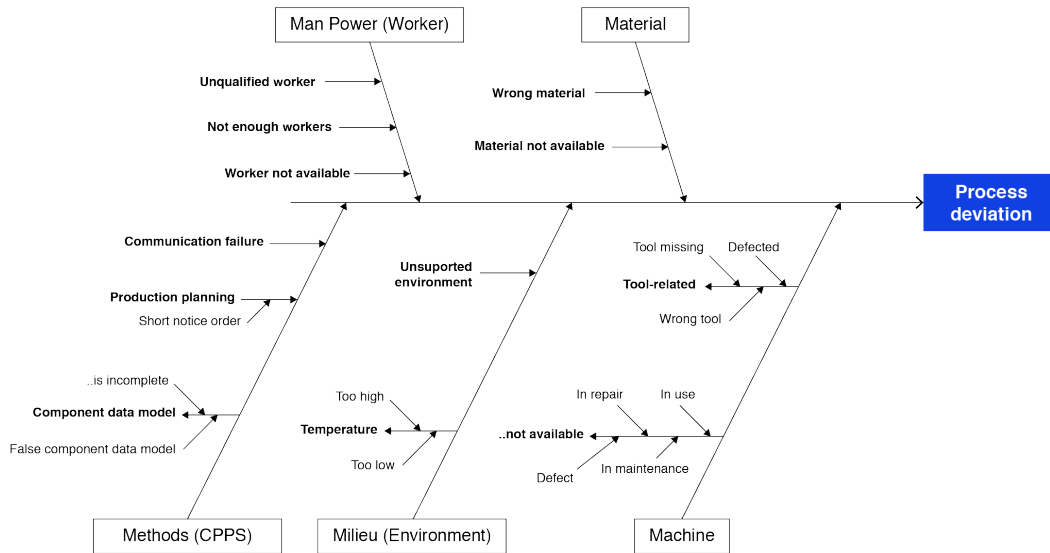 Man Power (Worker)
Material
Unqualified worker
Wrong material
Not enough workers
Material not available
Worker not available
Process
deviation
Communication failure
Tool missing
Defected
Unsuported
environment
Tool-related
Production planning
Short notice order
Wrong tool
..is incomplete
Too high
In repair
In use
Component data model
Temperature
..not available
False component data model
Too low
In maintenance
Defect
Methods (CPPS)
Milieu (Environment)
Machine